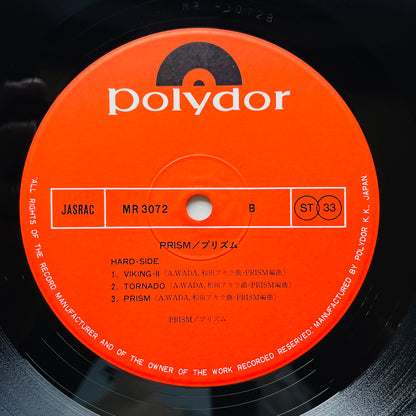 MR-3072B
polydor
JASRAC MR 3072 B ST 33
PRISM／プリズム
HARD・SIDE
1. VIKING-II (A.WADA, 和田アキラ曲・PRISM編曲)
2. TORNADO (A.WADA, 和田アキラ曲・PRISM編曲)
3. PRISM (A.WADA, 和田アキラ曲・PRISM編曲)
PRISM／プリズム
ALL RIGHTS OF THE RECORD MANUFACTURER AND OF THE OWNER OF THE WORK RECORDED RESERVED, MANUFACTURED BY POLYDOR K.K., JAPAN